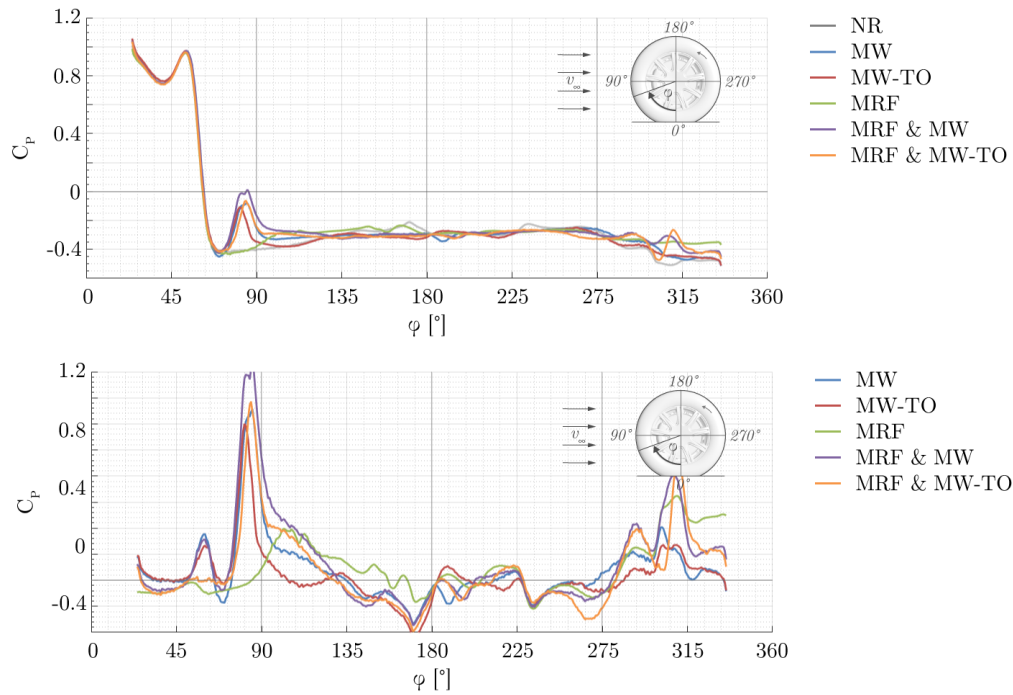 1.2
0.8
0.4
0
-0.4
C_P
0 45 90 135 180 225 275 315 360
φ [°]
180°
90°
270°
0°
v∞
φ
NR
MW
MW-TO
MRF
MRF & MW
MRF & MW-TO
1.2
0.8
0.4
0
-0.4
C_P
0 45 90 135 180 225 275 315 360
φ [°]
180°
90°
270°
0°
v∞
φ
MW
MW-TO
MRF
MRF & MW
MRF & MW-TO